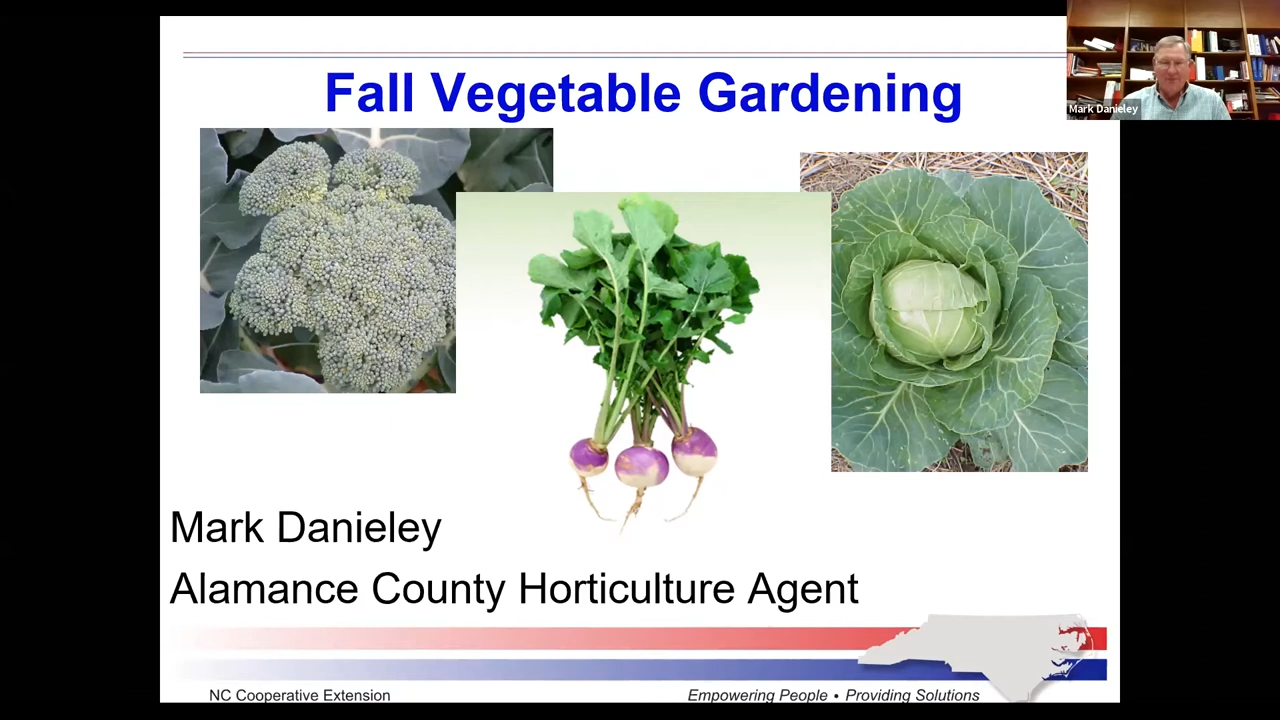 Fall Vegetable Gardening
Mark Danieley
Mark Danieley
Alamance County Horticulture Agent
NC Cooperative Extension
Empowering People • Providing Solutions